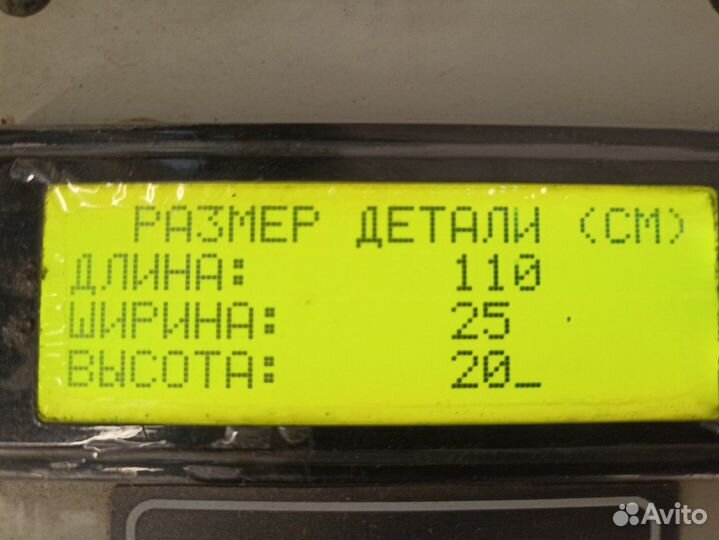 РАЗМЕР ДЕТАЛИ (СМ)
ДЛИНА: 110
ШИРИНА: 25
ВЫСОТА: 20_
Avito